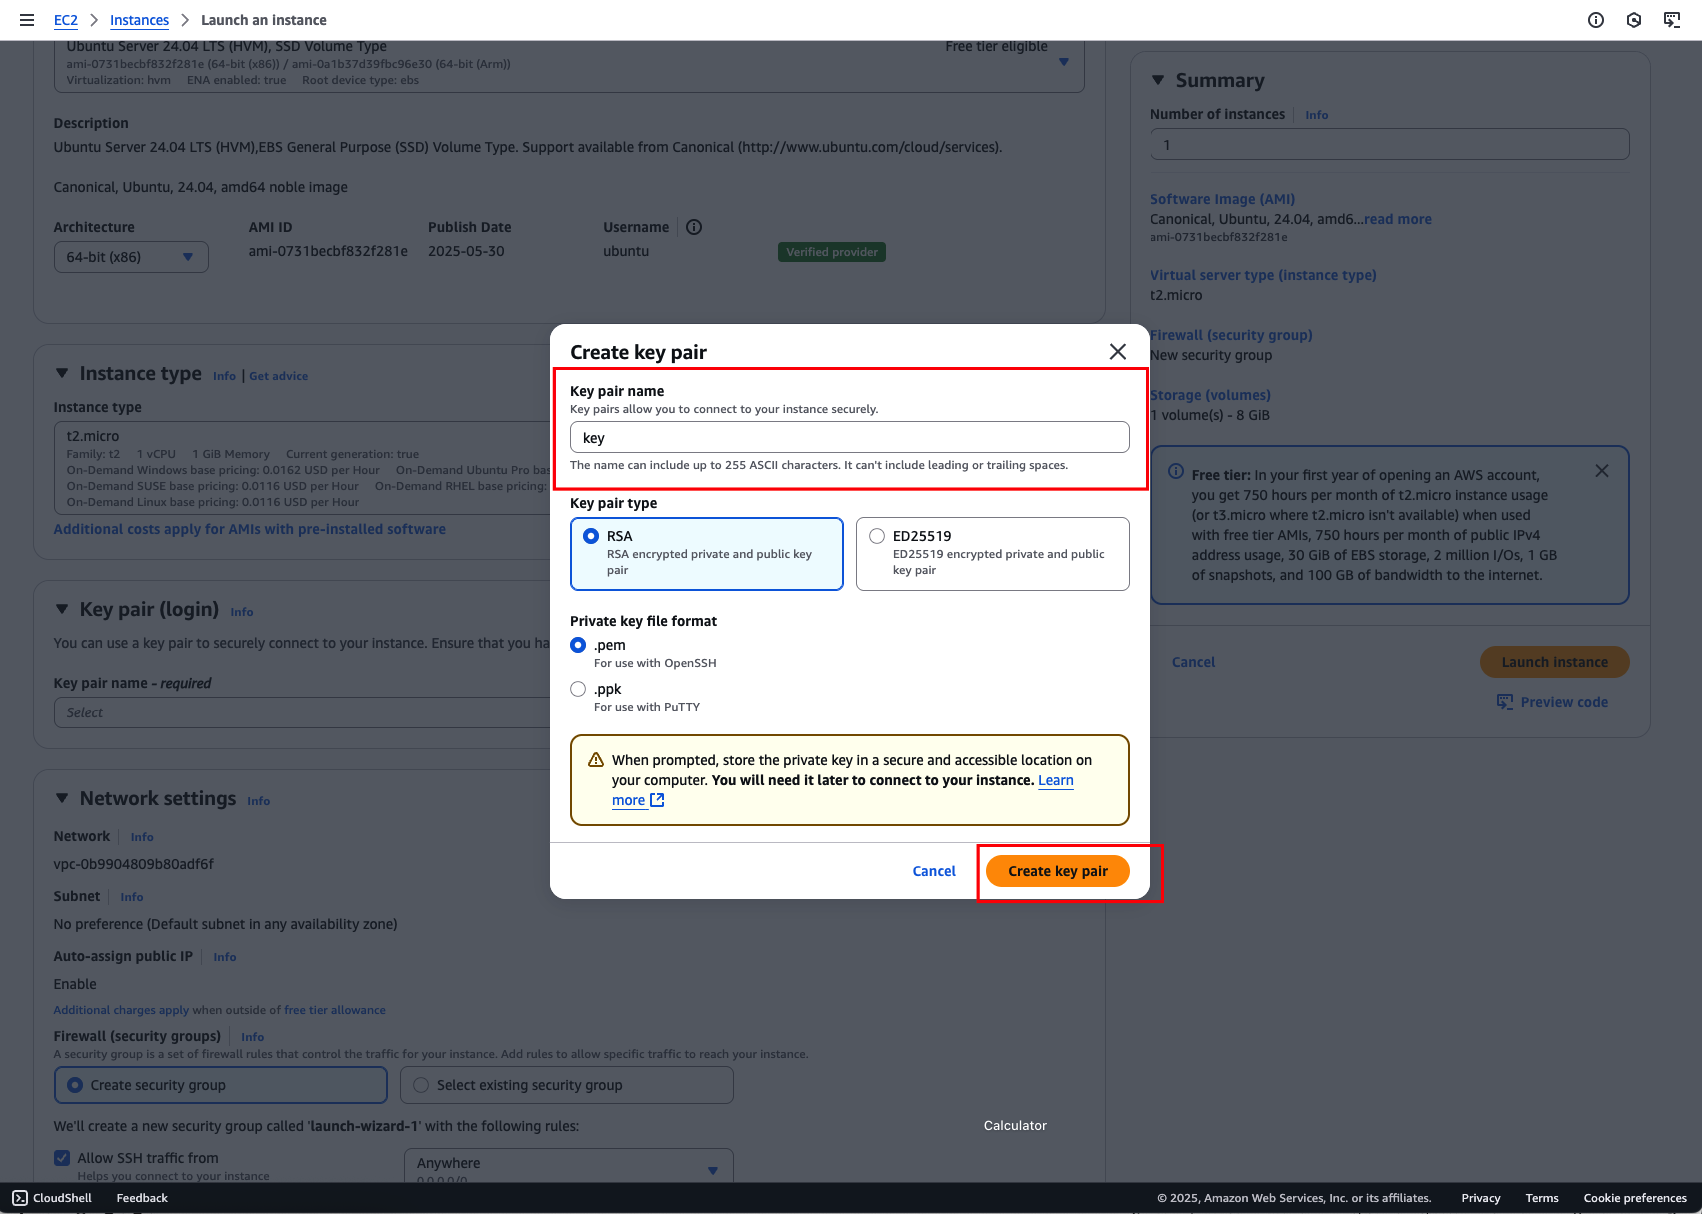 EC2 > Instances > Launch an instance
Ubuntu Server 24.04 LTS (HVM), SSD Volume Type
Free tier eligible
ami-0731becbf832f281e (64-bit (x86)) / ami-0a1b37d39fbc96e30 (64-bit (Arm))
Virtualization: hvm ENA enabled: true Root device type: ebs
Description
Ubuntu Server 24.04 LTS (HVM),EBS General Purpose (SSD) Volume Type. Support available from Canonical (http://www.ubuntu.com/cloud/services).
Canonical, Ubuntu, 24.04, amd64 noble image
Architecture AMI ID Publish Date Username
64-bit (x86) ami-0731becbf832f281e 2025-05-30 ubuntu Verified provider
Instance type Info | Get advice
Instance type
t2.micro
Family: t2 1 vCPU 1 GiB Memory Current generation: true
On-Demand Windows base pricing: 0.0162 USD per Hour On-Demand Ubuntu Pro bas
On-Demand SUSE base pricing: 0.0116 USD per Hour On-Demand RHEL base pricing:
On-Demand Linux base pricing: 0.0116 USD per Hour
Additional costs apply for AMIs with pre-installed software
Key pair (login) Info
You can use a key pair to securely connect to your instance. Ensure that you ha
Key pair name - required
Select
Network settings Info
Network Info
vpc-0b9904809b80adf6f
Subnet Info
No preference (Default subnet in any availability zone)
Auto-assign public IP Info
Enable
Additional charges apply when outside of free tier allowance
Firewall (security groups) Info
A security group is a set of firewall rules that control the traffic for your instance. Add rules to allow specific traffic to reach your instance.
Create security group
Select existing security group
We'll create a new security group called 'launch-wizard-1' with the following rules:
Allow SSH traffic from
Helps you connect to your instance
Anywhere
0.0.0.0/0
Create key pair
Key pair name
Key pairs allow you to connect to your instance securely.
key
The name can include up to 255 ASCII characters. It can't include leading or trailing spaces.
Key pair type
RSA
RSA encrypted private and public key
pair
ED25519
ED25519 encrypted private and public
key pair
Private key file format
.pem
For use with OpenSSH
.ppk
For use with PuTTY
When prompted, store the private key in a secure and accessible location on
your computer. You will need it later to connect to your instance. Learn
more
Cancel
Create key pair
Summary
Number of instances Info
1
Software Image (AMI)
Canonical, Ubuntu, 24.04, amd6...read more
ami-0731becbf832f281e
Virtual server type (instance type)
t2.micro
Firewall (security group)
New security group
Storage (volumes)
1 volume(s) - 8 GiB
Free tier: In your first year of opening an AWS account,
you get 750 hours per month of t2.micro instance usage
(or t3.micro where t2.micro isn't available) when used
with free tier AMIs, 750 hours per month of public IPv4
address usage, 30 GiB of EBS storage, 2 million I/Os, 1 GB
of snapshots, and 100 GB of bandwidth to the internet.
Cancel
Launch instance
Preview code
Calculator
CloudShell Feedback
© 2025, Amazon Web Services, Inc. or its affiliates. Privacy Terms Cookie preferences